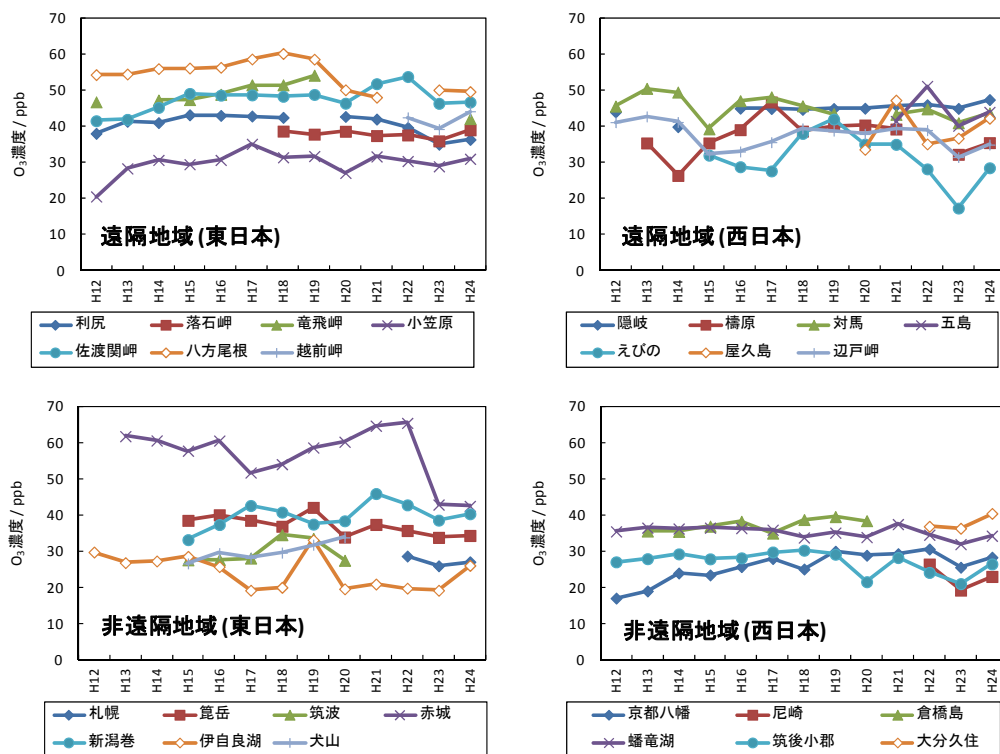 70
60
50
40
30
20
10
0
O₃濃度 / ppb
遠隔地域 (東日本)
H12 H13 H14 H15 H16 H17 H18 H19 H20 H21 H22 H23 H24
利尻 落石岬 竜飛岬 小笠原
佐渡関岬 八方尾根 越前岬
70
60
50
40
30
20
10
0
O₃濃度 / ppb
遠隔地域 (西日本)
H12 H13 H14 H15 H16 H17 H18 H19 H20 H21 H22 H23 H24
隠岐 檮原 対馬 五島
えびの 屋久島 辺戸岬
70
60
50
40
30
20
10
0
O₃濃度 / ppb
非遠隔地域 (東日本)
H12 H13 H14 H15 H16 H17 H18 H19 H20 H21 H22 H23 H24
札幌 箟岳 筑波 赤城
新潟巻 伊自良湖 犬山
70
60
50
40
30
20
10
0
O₃濃度 / ppb
非遠隔地域 (西日本)
H12 H13 H14 H15 H16 H17 H18 H19 H20 H21 H22 H23 H24
京都八幡 尼崎 倉橋島
蟠竜湖 筑後小郡 大分久住